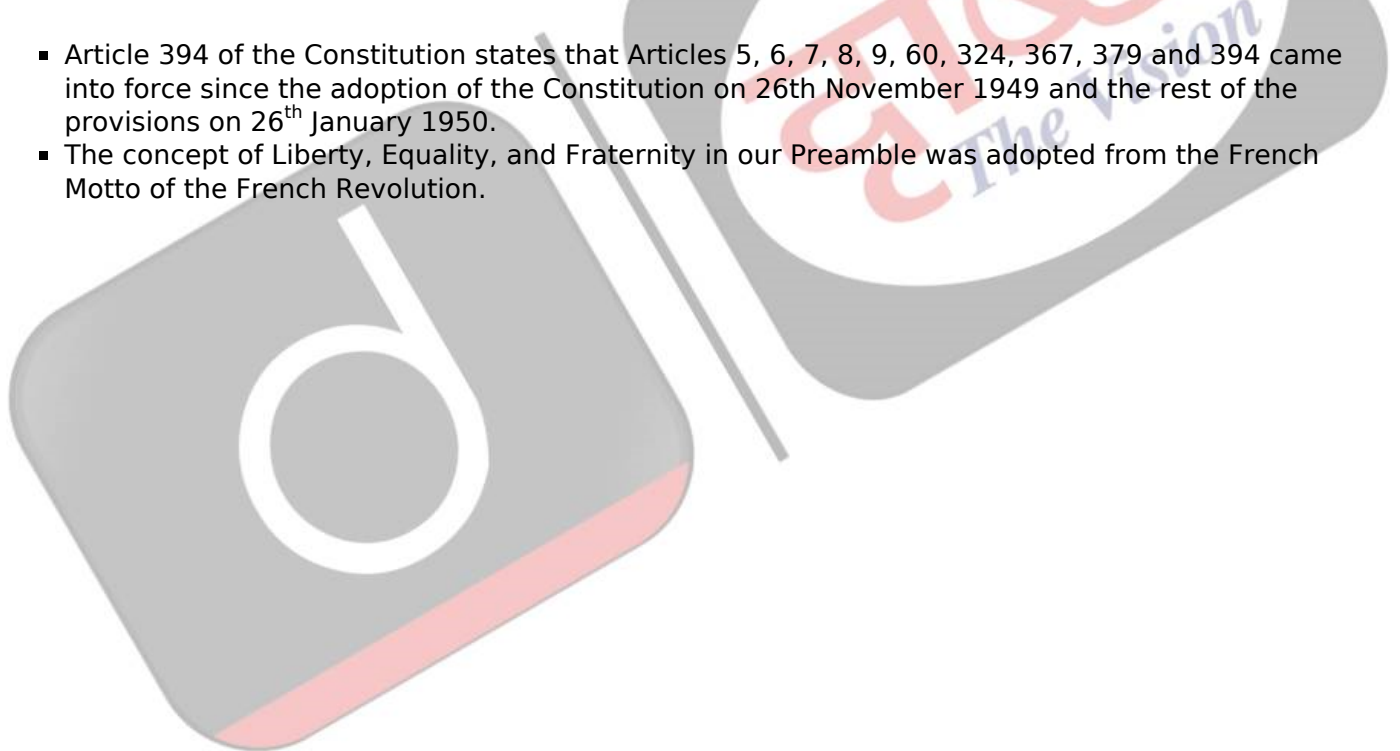 ▪ Article 394 of the Constitution states that Articles 5, 6, 7, 8, 9, 60, 324, 367, 379 and 394 came
into force since the adoption of the Constitution on 26th November 1949 and the rest of the
provisions on 26th January 1950.
▪ The concept of Liberty, Equality, and Fraternity in our Preamble was adopted from the French
Motto of the French Revolution.
The Vision